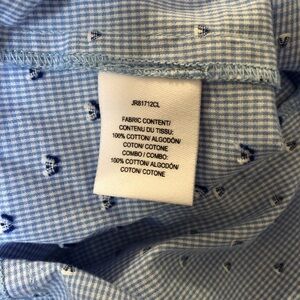 JR81712CL
FABRIC CONTENT/
CONTENU DU TISSU:
100% COTTON/ ALGODÓN/
COTON/ COTONE
COMBO / COMBO:
100% COTTON/ ALGODÓN/
COTON/ COTONE